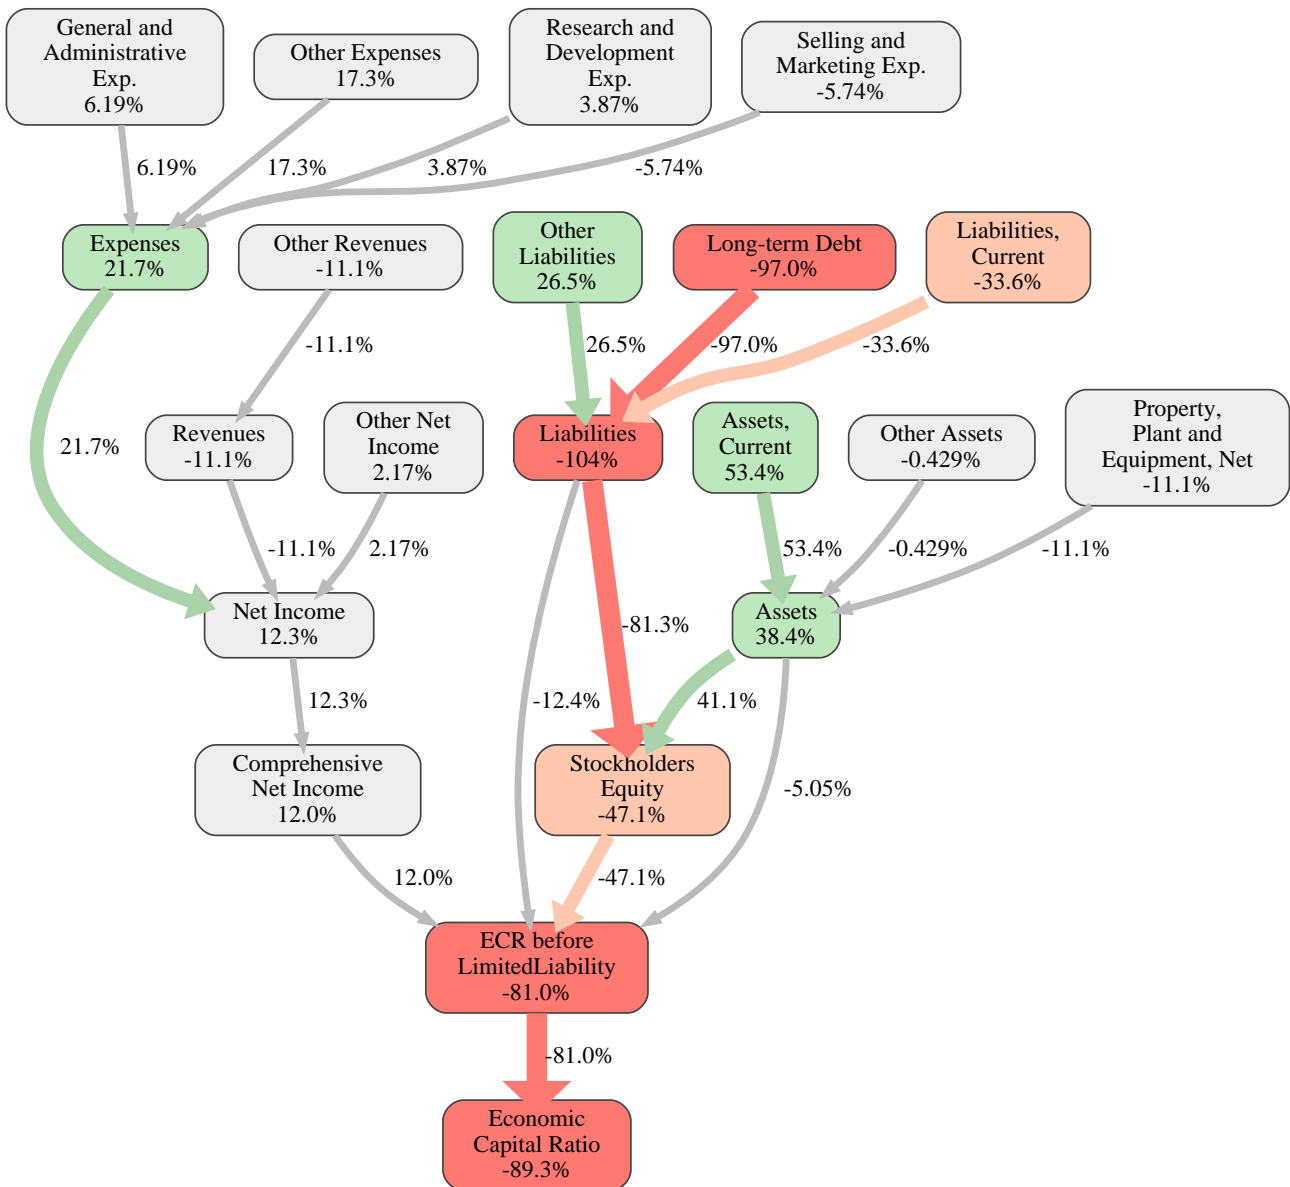 General and
Administrative
Exp.
6.19%
Other Expenses
17.3%
Research and
Development
Exp.
3.87%
Selling and
Marketing Exp.
-5.74%
6.19%
17.3%
3.87%
-5.74%
Expenses
21.7%
Other Revenues
-11.1%
Other
Liabilities
26.5%
Long-term Debt
-97.0%
Liabilities,
Current
-33.6%
-11.1%
26.5%
-97.0%
-33.6%
21.7%
Revenues
-11.1%
Other Net
Income
2.17%
Liabilities
-104%
Assets,
Current
53.4%
Other Assets
-0.429%
Property,
Plant and
Equipment, Net
-11.1%
-11.1%
2.17%
53.4%
-0.429%
-11.1%
Net Income
12.3%
-81.3%
Assets
38.4%
12.3%
-12.4%
41.1%
-5.05%
Comprehensive
Net Income
12.0%
Stockholders
Equity
-47.1%
12.0%
-47.1%
ECR before
LimitedLiability
-81.0%
-81.0%
Economic
Capital Ratio
-89.3%